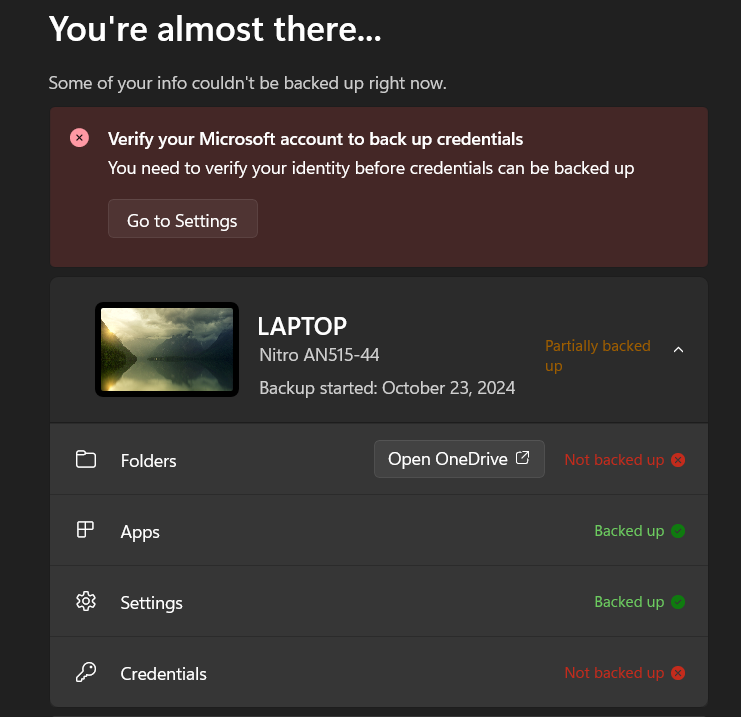 You're almost there...
Some of your info couldn't be backed up right now.
Verify your Microsoft account to back up credentials
You need to verify your identity before credentials can be backed up
Go to Settings
LAPTOP
Nitro AN515-44
Backup started: October 23, 2024
Partially backed
up
Folders
Open OneDrive
Not backed up
Apps
Backed up
Settings
Backed up
Credentials
Not backed up